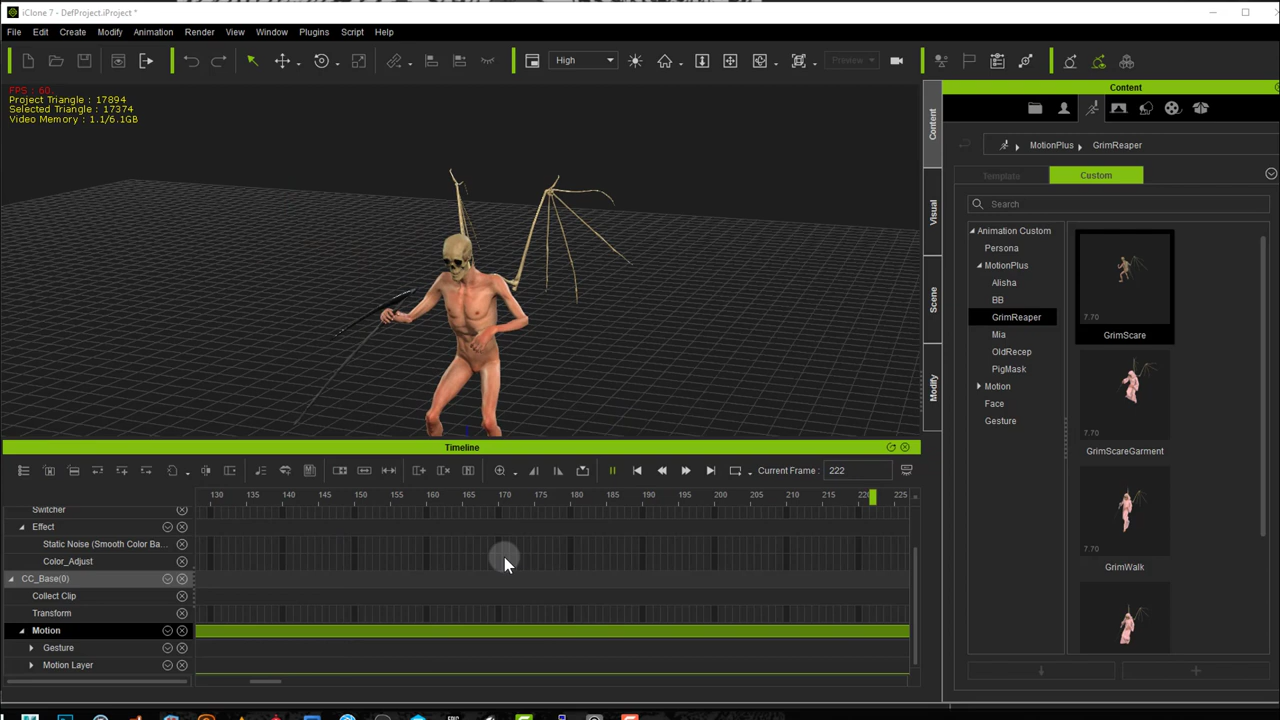 iClone 7 - DefProject.iProject *
File Edit Create Modify Animation Render View Window Plugins Script Help
High
Preview
FPS : 60.
Project Triangle : 17894
Selected Triangle : 17374
Video Memory : 1.1/6.1GB
Content
Visual
Scene
Modify
Content
MotionPlus GrimReaper
Template Custom
Search
Animation Custom
Persona
MotionPlus
Alisha
BB
GrimReaper
Mia
OldRecep
PigMask
Motion
Face
Gesture
7.70
GrimScare
7.70
GrimScareGarment
7.70
GrimWalk
Timeline
Current Frame : 222
130 135 140 145 150 155 160 165 170 175 180 185 190 195 200 205 210 215 225
Switcher
Effect
Static Noise (Smooth Color Ba...
Color_Adjust
CC_Base(0)
Collect Clip
Transform
Motion
Gesture
Motion Layer